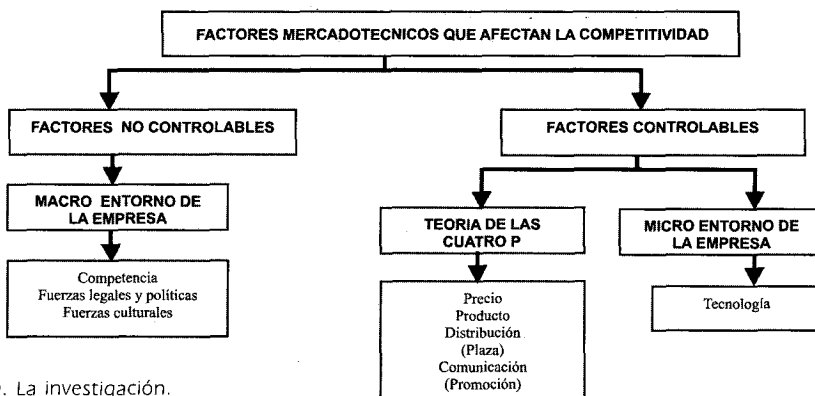 FACTORES MERCADOTECNICOS QUE AFECTAN LA COMPETITIVIDAD
FACTORES NO CONTROLABLES
FACTORES CONTROLABLES
MACRO ENTORNO DE
LA EMPRESA
TEORIA DE LAS
CUATRO P
MICRO ENTORNO DE
LA EMPRESA
Competencia
Fuerzas legales y políticas
Fuerzas culturales
Precio
Producto
Distribución
(Plaza)
Comunicación
(Promoción)
Tecnología
. La investigación.